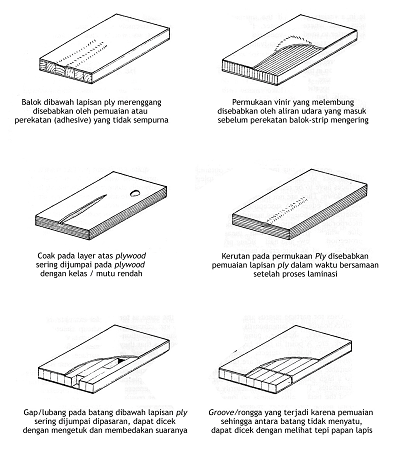 Balok dibawah lapisan ply merenggang
disebabkan oleh pemuaian atau
perekatan (adhesive) yang tidak sempurna
Permukaan vinir yang melembung
disebabkan oleh aliran udara yang masuk
sebelum perekatan balok-strip mengering
Coak pada layer atas plywood
sering dijumpai pada plywood
dengan kelas / mutu rendah
Kerutan pada permukaan Ply disebabkan
pemuaian lapisan ply dalam waktu bersamaan
setelah proses laminasi
Gap/lubang pada batang dibawah lapisan ply
sering dijumpai dipasaran, dapat dicek
dengan mengetuk dan membedakan suaranya
Groove/rongga yang terjadi karena pemuaian
sehingga antara batang tidak menyatu,
dapat dicek dengan melihat tepi papan lapis